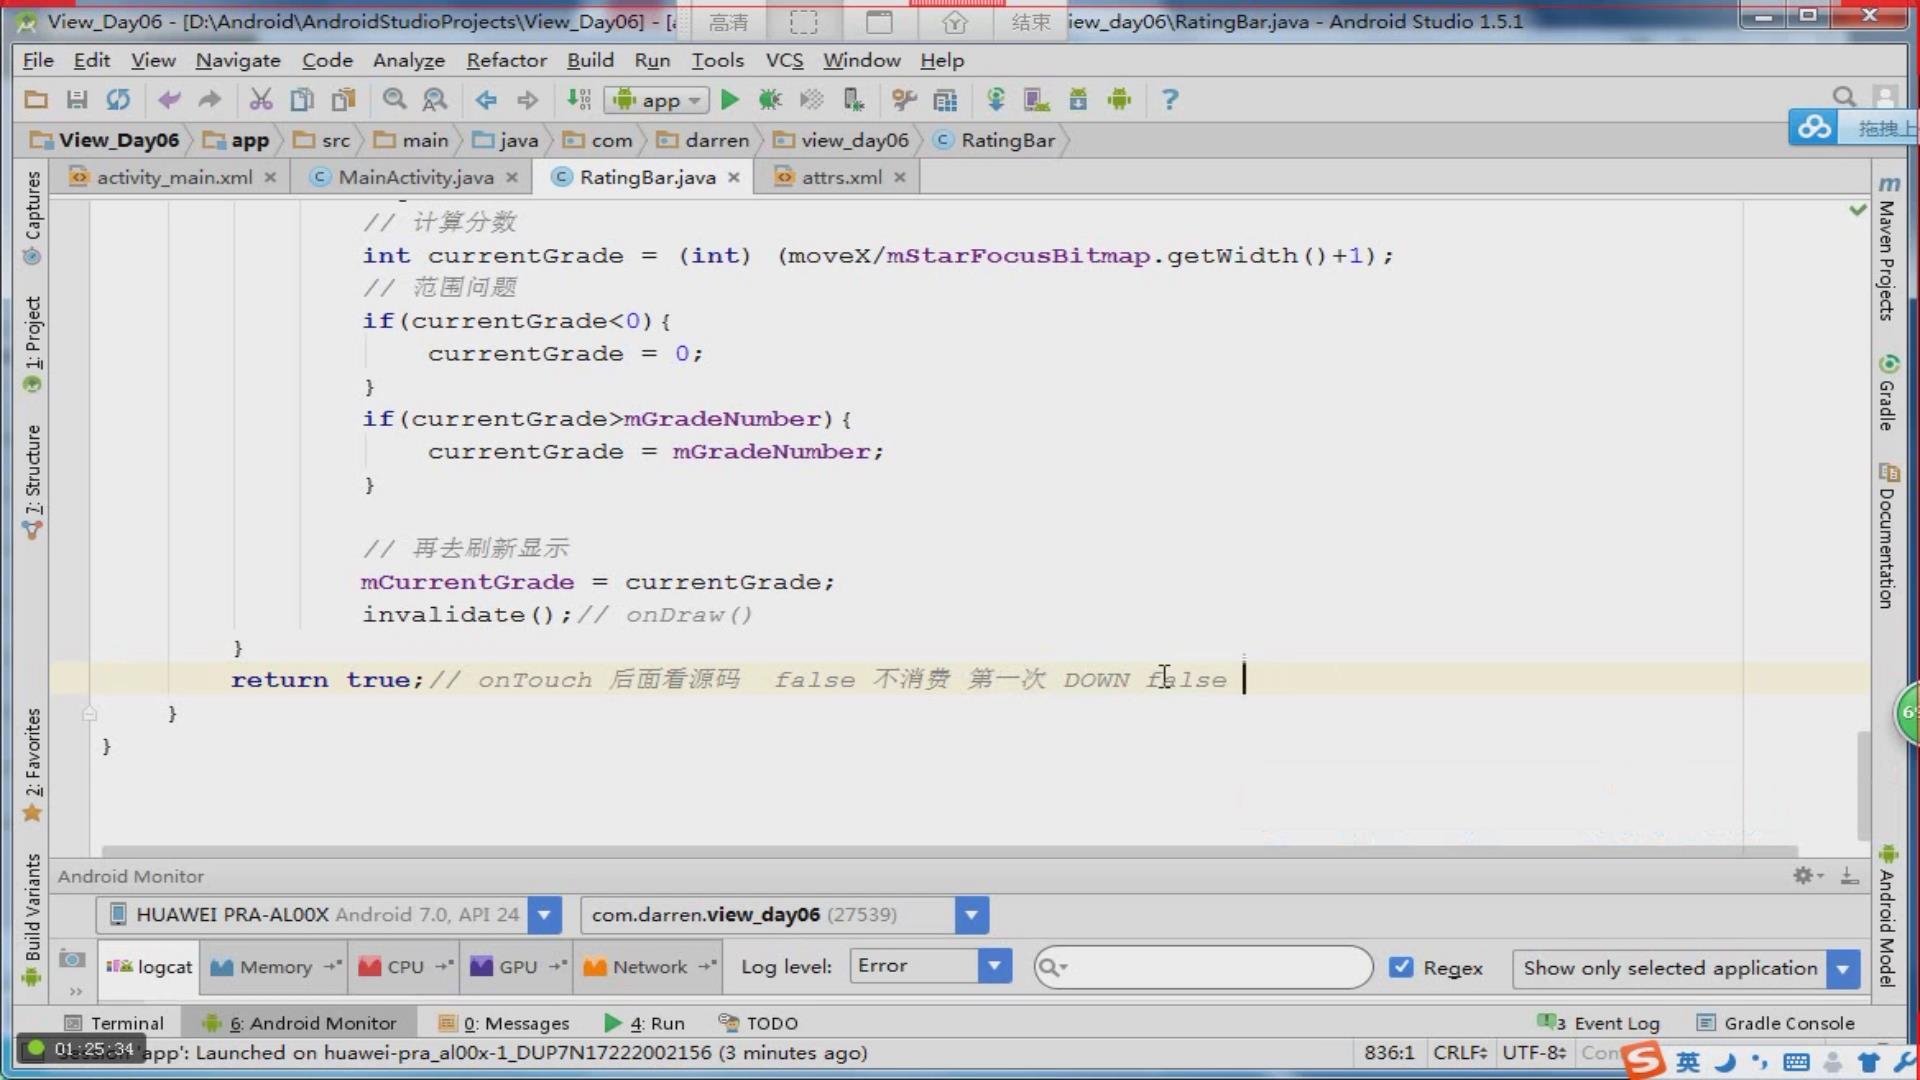 View_Day06 - [D:\Android\AndroidStudioProjects\View_Day06] - [
高清
结束
iew_day06\RatingBar.java - Android Studio 1.5.1
File Edit View Navigate Code Analyze Refactor Build Run Tools VCS Window Help
app
拖拽上
View_Day06 app src main java com darren view_day06 RatingBar
activity_main.xml MainActivity.java RatingBar.java attrs.xml
// 计算分数
int currentGrade = (int) (moveX/mStarFocusBitmap.getWidth()+1);
// 范围问题
if(currentGrade<0){
currentGrade = 0;
}
if(currentGrade>mGradeNumber){
currentGrade = mGradeNumber;
}
// 再去刷新显示
mCurrentGrade = currentGrade;
invalidate();// onDraw()
}
return true;// onTouch 后面看源码 false 不消费 第一次 DOWN false
}
}
Captures
1: Project
7: Structure
2: Favorites
Build Variants
Maven Projects
Gradle
Documentation
Android Model
Android Monitor
HUAWEI PRA-AL00X Android 7.0, API 24
com.darren.view_day06 (27539)
logcat Memory CPU GPU Network Log level: Error Regex Show only selected application
Terminal 6: Android Monitor 0: Messages 4: Run TODO 3 Event Log Gradle Console
01:25:34 'app': Launched on huawei-pra_al00x-1_DUP7N17222002156 (3 minutes ago) 836:1 CRLF UTF-8 Con
英